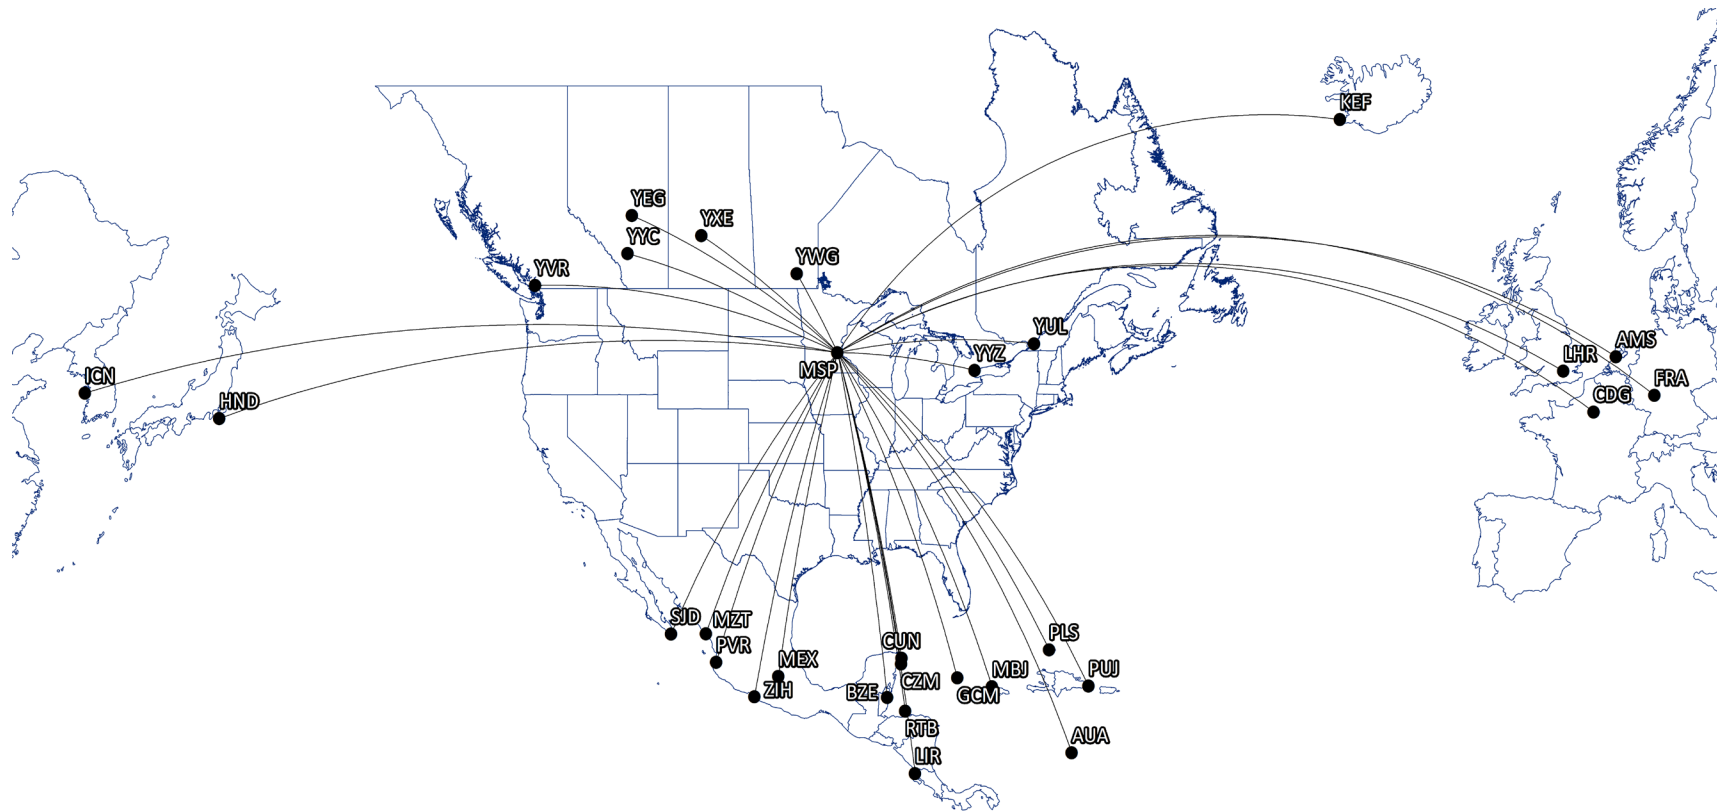 KEF
YEG
YXE
YYC
YWG
YVR
YUL
AMS
YYZ
LHR
MSP
ICN
FRA
CDG
HND
SJD
MZT
PLS
CUN
PVR
MEX
MBJ
PUJ
CZM
ZIH
BZE
GCM
RTB
AUA
LIR